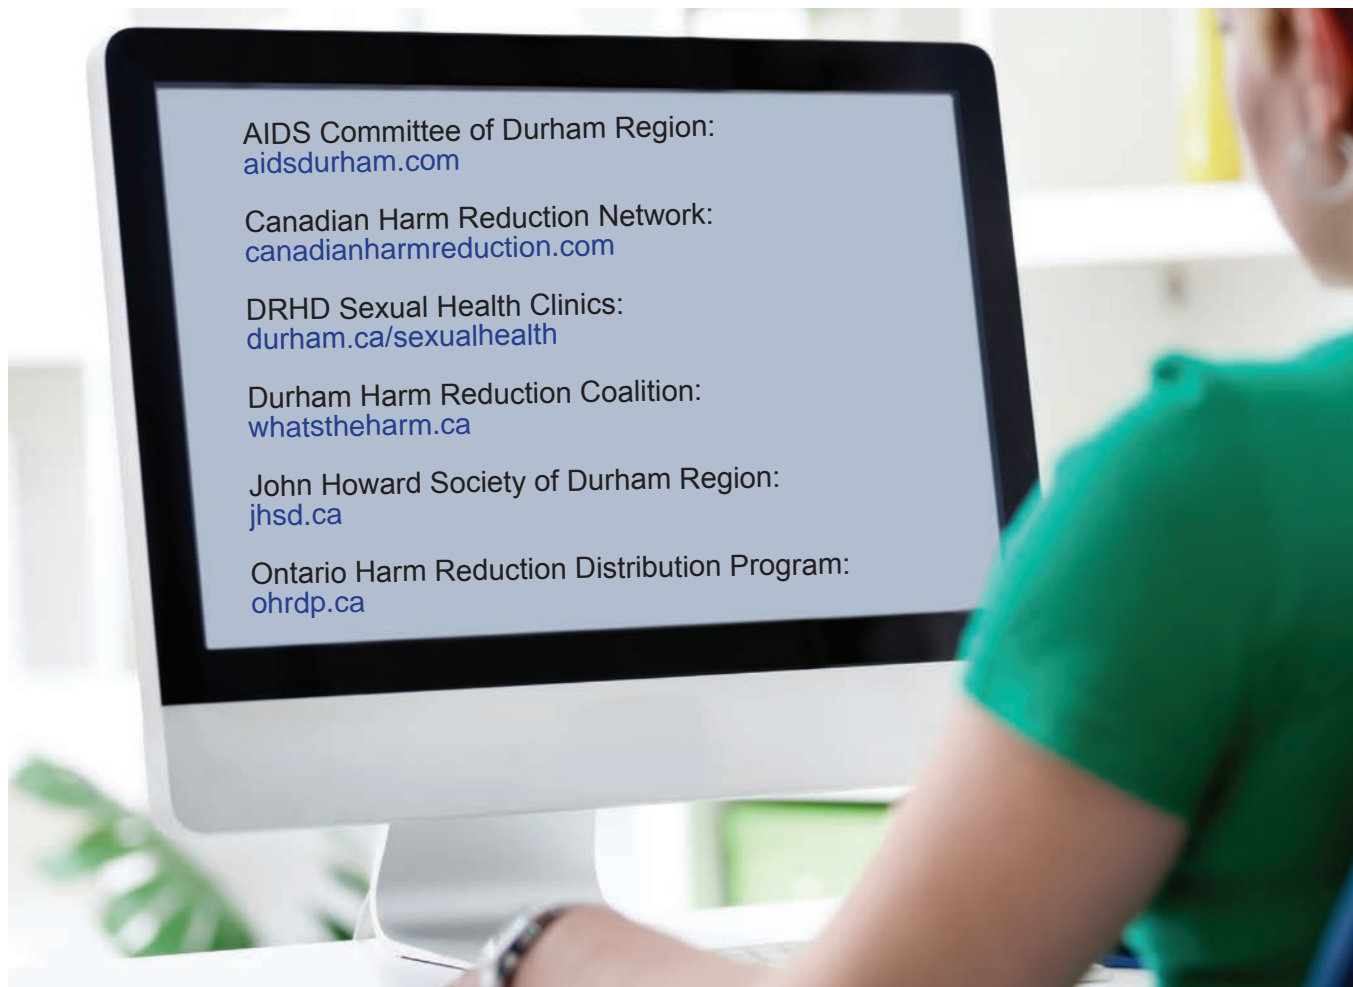 AIDS Committee of Durham Region:
aidsdurham.com
Canadian Harm Reduction Network:
canadianharmreduction.com
DRHD Sexual Health Clinics:
durham.ca/sexualhealth
Durham Harm Reduction Coalition:
whatstheharm.ca
John Howard Society of Durham Region:
jhsd.ca
Ontario Harm Reduction Distribution Program:
ohrdp.ca